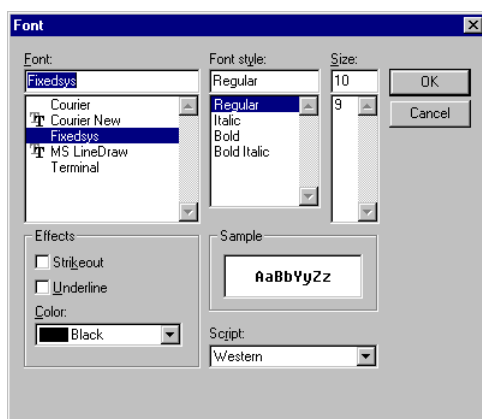 Font
Font: Font style: Size:
Fixedsys Regular 10 OK
Courier Regular 9 Cancel
Courier New Italic
Fixedsys Bold
MS LineDraw Bold Italic
Terminal
Effects Sample
Strikeout AaBbYyZz
Underline
Color:
Black Script:
Western